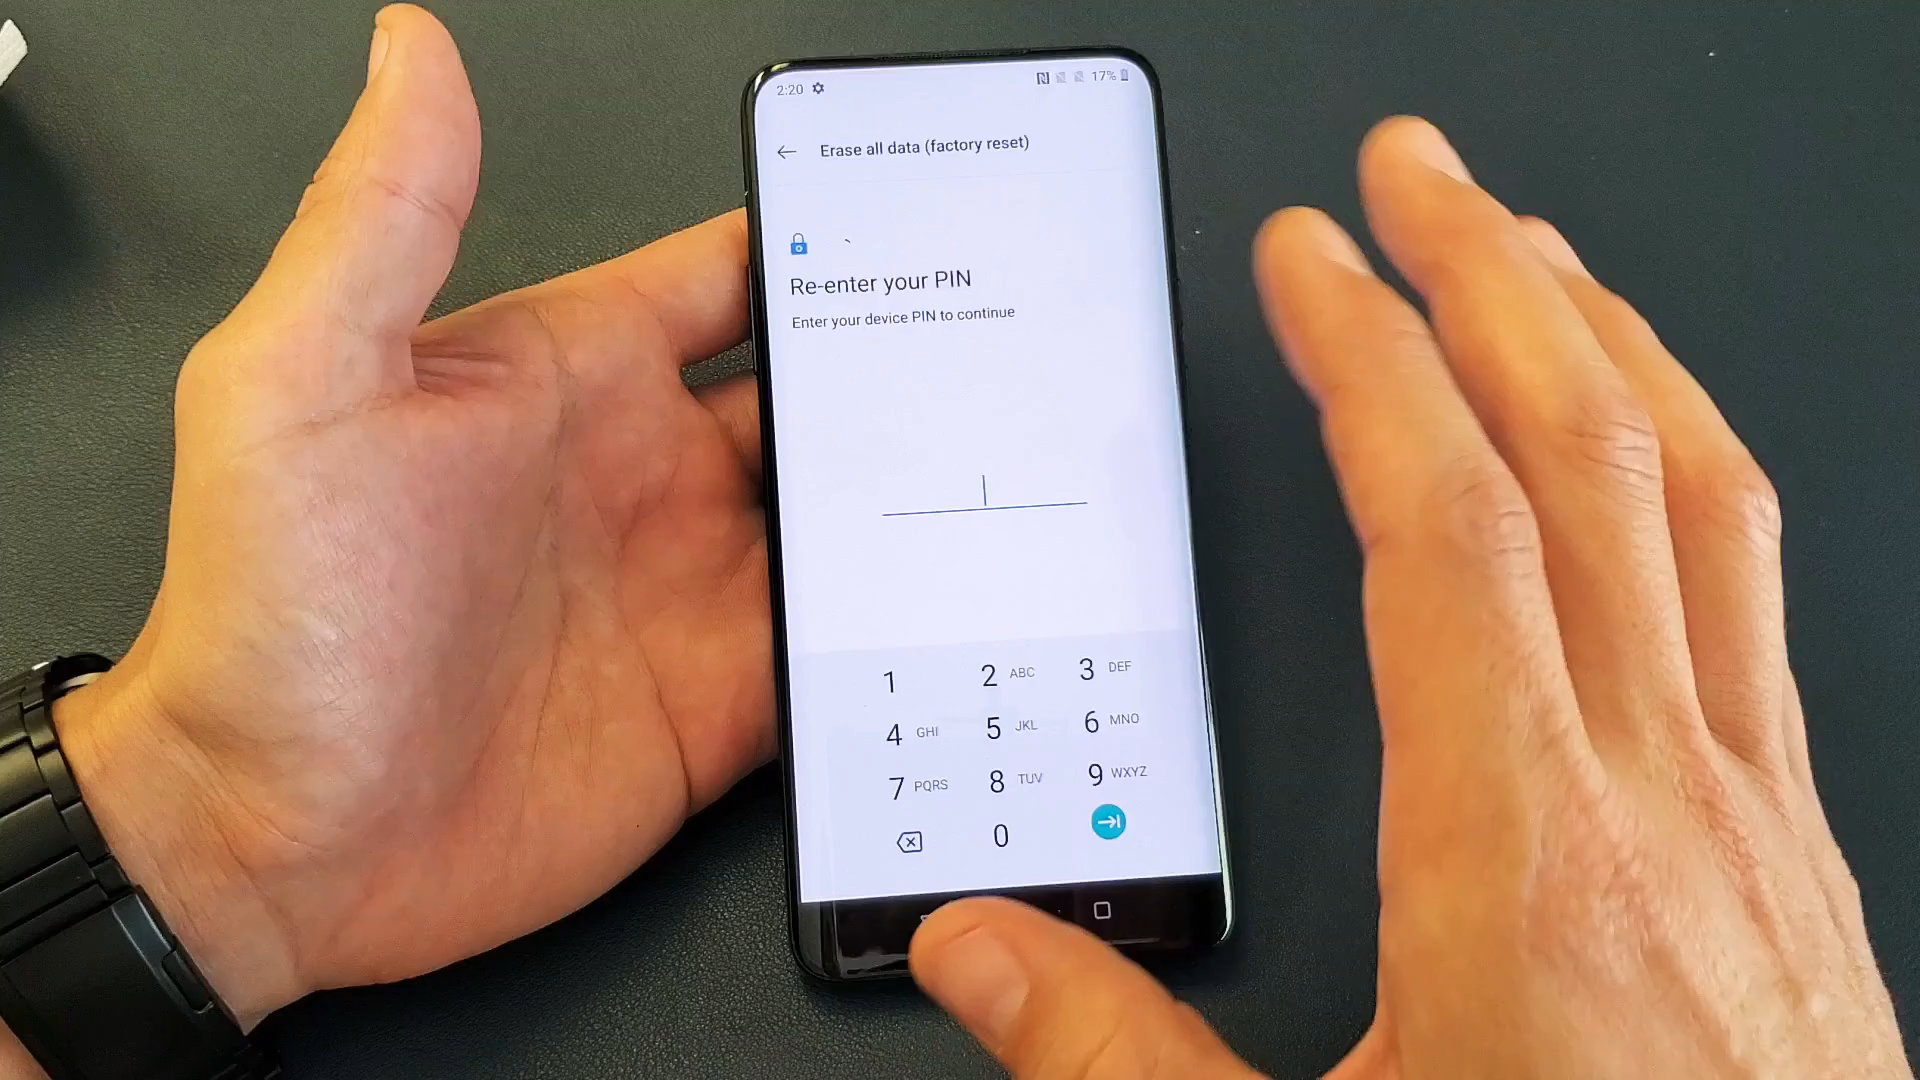 2:20 17%
Erase all data (factory reset)
Re-enter your PIN
Enter your device PIN to continue
1 2 ABC 3 DEF
4 GHI 5 JKL 6 MNO
7 PQRS 8 TUV 9 WXYZ
0